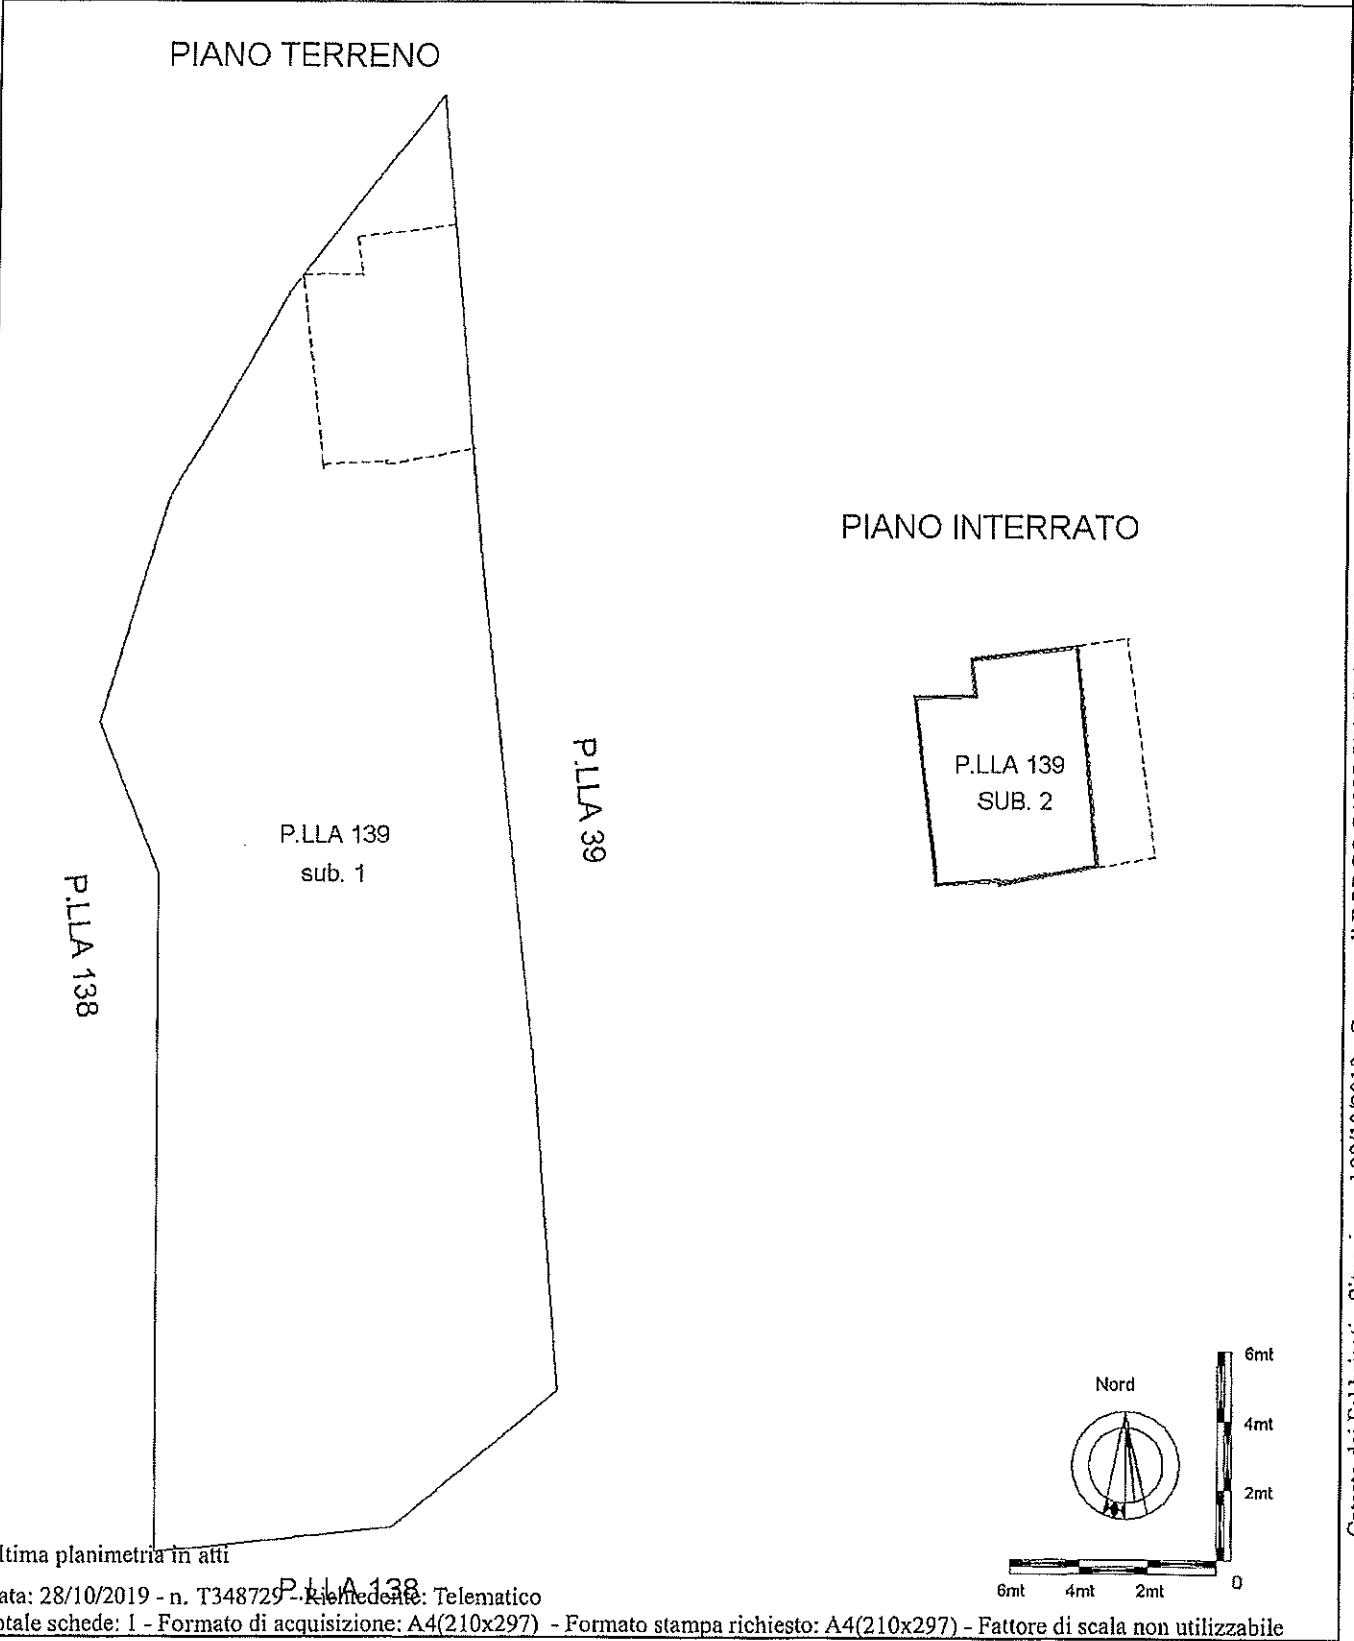 PIANO TERRENO
PIANO INTERRATO
P.LLA 139
SUB. 2
P.LLA 39
P.LLA 139
sub. 1
P.LLA 138
Nord
6mt
4mt
2mt
6mt
4mt
2mt
0
ltima planimetria in atti
P.LLA 138
ata: 28/10/2019 - n. T348729 - Richiedente: Telematico
otale schede: 1 - Formato di acquisizione: A4(210x297) - Formato stampa richiesto: A4(210x297) - Fattore di scala non utilizzabile